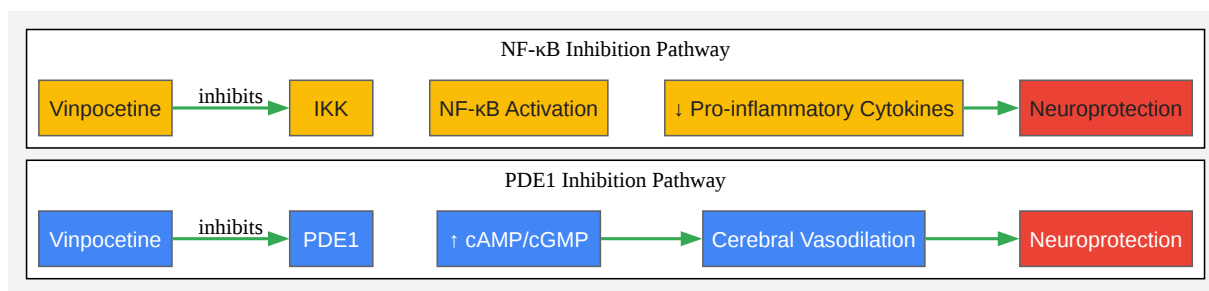 NF-κB Inhibition Pathway
Vinpocetine
inhibits
IKK
NF-κB Activation
↓ Pro-inflammatory Cytokines
Neuroprotection
PDE1 Inhibition Pathway
Vinpocetine
inhibits
PDE1
↑ cAMP/cGMP
Cerebral Vasodilation
Neuroprotection